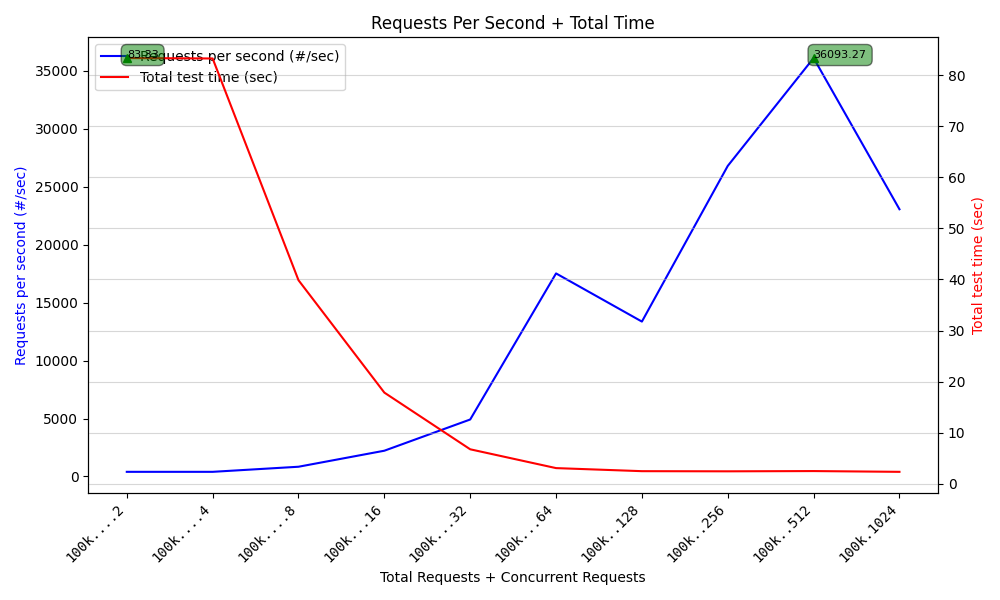 Requests Per Second + Total Time
83.33
Requests per second (#/sec)
Total test time (sec)
36093.27
Requests per second (#/sec)
35000
30000
25000
20000
15000
10000
5000
0
80
70
60
50
40
30
20
10
0
Total test time (sec)
100k....2
100k....4
100k....8
100k...16
100k...32
100k...64
100k..128
100k..256
100k..512
100k.1024
Total Requests + Concurrent Requests